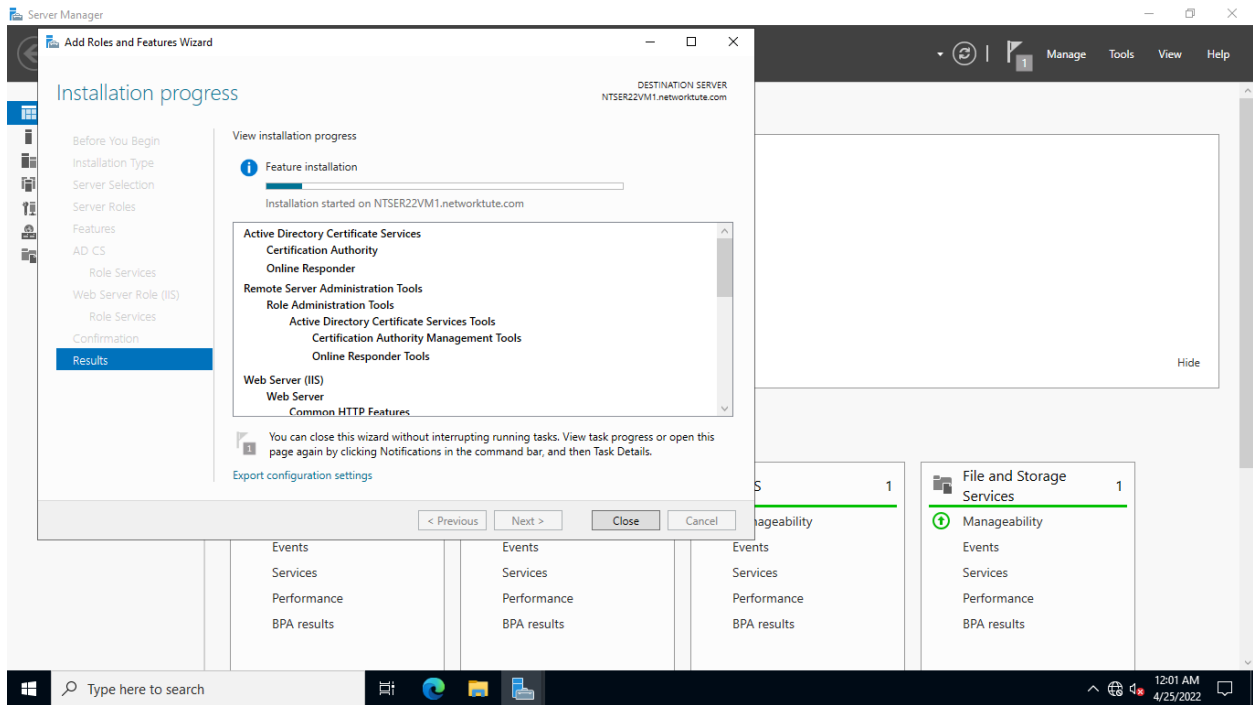 Server Manager
Add Roles and Features Wizard
1
Manage
Tools
View
Help
Installation progress
DESTINATION SERVER
NTSER22VM1.networktute.com
Before You Begin
Installation Type
Server Selection
Server Roles
Features
AD CS
Role Services
Web Server Role (IIS)
Role Services
Confirmation
Results
View installation progress
Feature installation
Installation started on NTSER22VM1.networktute.com
Active Directory Certificate Services
Certification Authority
Online Responder
Remote Server Administration Tools
Role Administration Tools
Active Directory Certificate Services Tools
Certification Authority Management Tools
Online Responder Tools
Web Server (IIS)
Web Server
Common HTTP Features
1
You can close this wizard without interrupting running tasks. View task progress or open this
page again by clicking Notifications in the command bar, and then Task Details.
Export configuration settings
< Previous
Next >
Close
Cancel
Hide
Events
Services
Performance
BPA results
Events
Services
Performance
BPA results
S
1
nageability
Events
Services
Performance
BPA results
File and Storage
Services
1
Manageability
Events
Services
Performance
BPA results
Type here to search
12:01 AM
4/25/2022